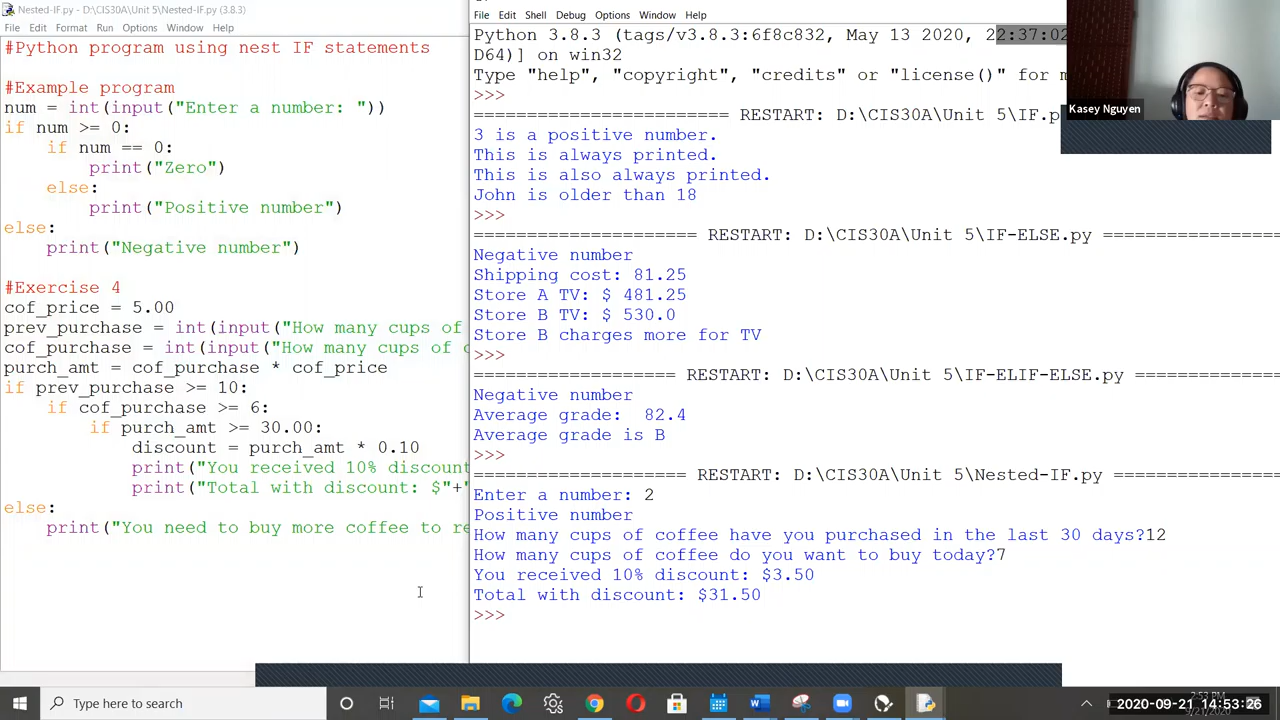 Nested-IF.py - D:\CIS30A\Unit 5\Nested-IF.py (3.8.3)
File Edit Format Run Options Window Help
#Python program using nest IF statements
#Example program
num = int(input("Enter a number: "))
if num >= 0:
if num == 0:
print("Zero")
else:
print("Positive number")
else:
print("Negative number")
#Exercise 4
cof_price = 5.00
prev_purchase = int(input("How many cups of
cof_purchase = int(input("How many cups of
purch_amt = cof_purchase * cof_price
if prev_purchase >= 10:
if cof_purchase >= 6:
if purch_amt >= 30.00:
discount = purch_amt * 0.10
print("You received 10% discount
print("Total with discount: $"+"
else:
print("You need to buy more coffee to re
File Edit Shell Debug Options Window Help
Python 3.8.3 (tags/v3.8.3:6f8c832, May 13 2020, 22:37:02
D64)] on win32
Type "help", "copyright", "credits" or "license()" for
>>>
======================== RESTART: D:\CIS30A\Unit 5\IF.p
3 is a positive number.
This is always printed.
This is also always printed.
John is older than 18
>>>
===================== RESTART: D:\CIS30A\Unit 5\IF-ELSE.py ==================
Negative number
Shipping cost: 81.25
Store A TV: $ 481.25
Store B TV: $ 530.0
Store B charges more for TV
>>>
=================== RESTART: D:\CIS30A\Unit 5\IF-ELIF-ELSE.py ==============
Negative number
Average grade:  82.4
Average grade is B
>>>
==================== RESTART: D:\CIS30A\Unit 5\Nested-IF.py ================
Enter a number: 2
Positive number
How many cups of coffee have you purchased in the last 30 days?12
How many cups of coffee do you want to buy today?7
You received 10% discount: $3.50
Total with discount: $31.50
>>>
Kasey Nguyen
Type here to search
2:53 PM
2020-09-21 14:53:26
9/21/2020